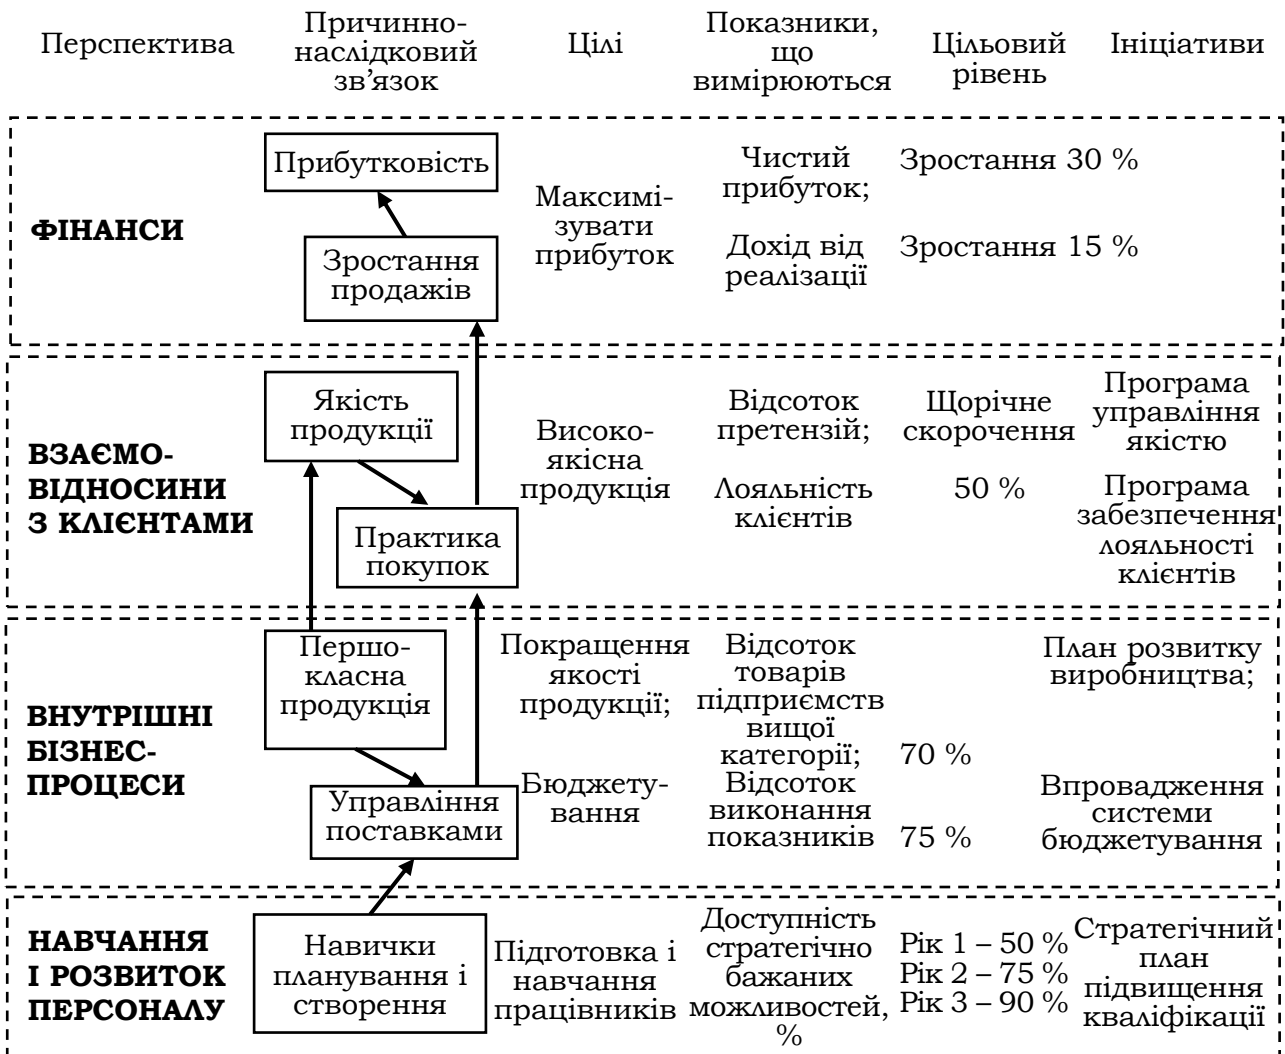 Перспектива
Причинно-
наслідковий
зв’язок
Цілі
Показники,
що
вимірюються
Цільовий
рівень
Ініціативи
ФІНАНСИ
Прибутковість
Зростання
продажів
Максимі-
зувати
прибуток
Чистий
прибуток;
Дохід від
реалізації
Зростання 30 %
Зростання 15 %
ВЗАЄМО-
ВІДНОСИНИ
З КЛІЄНТАМИ
Якість
продукції
Практика
покупок
Високо-
якісна
продукція
Відсоток
претензій;
Лояльність
клієнтів
Щорічне
скорочення
50 %
Програма
управління
якістю
Програма
забезпечення
лояльності
клієнтів
ВНУТРІШНІ
БІЗНЕС-
ПРОЦЕСИ
Першо-
класна
продукція
Управління
поставками
Покращення
якості
продукції;
Бюджету-
вання
Відсоток
товарів
підприємств
вищої
категорії;
Відсоток
виконання
показників
70 %
75 %
План розвитку
виробництва;
Впровадження
системи
бюджетування
НАВЧАННЯ
І РОЗВИТОК
ПЕРСОНАЛУ
Навички
планування і
створення
Підготовка і
навчання
працівників
Доступність
стратегічно
бажаних
можливостей,
%
Рік 1 – 50 %
Рік 2 – 75 %
Рік 3 – 90 %
Стратегічний
план
підвищення
кваліфікації